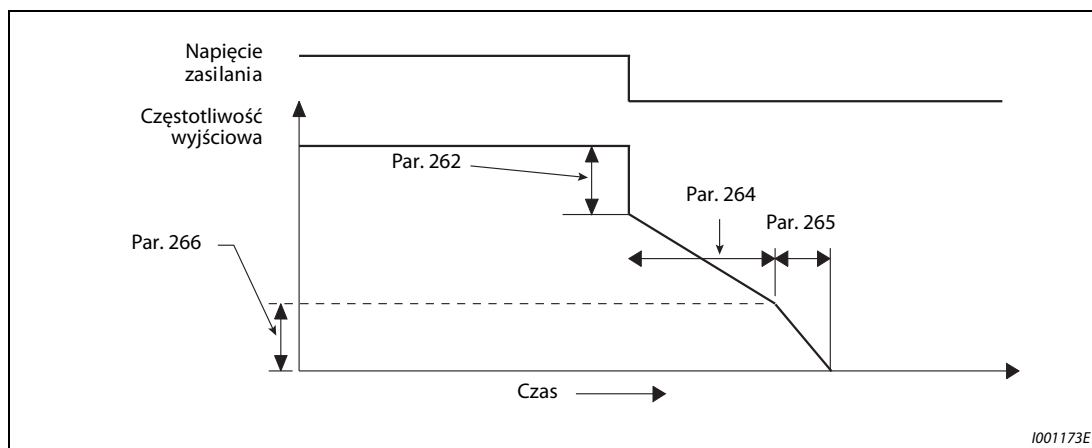 Napięcie
zasilania
Częstotliwość
wyjściowa
Par. 262
Par. 264
Par. 265
Par. 266
Czas
I001173E